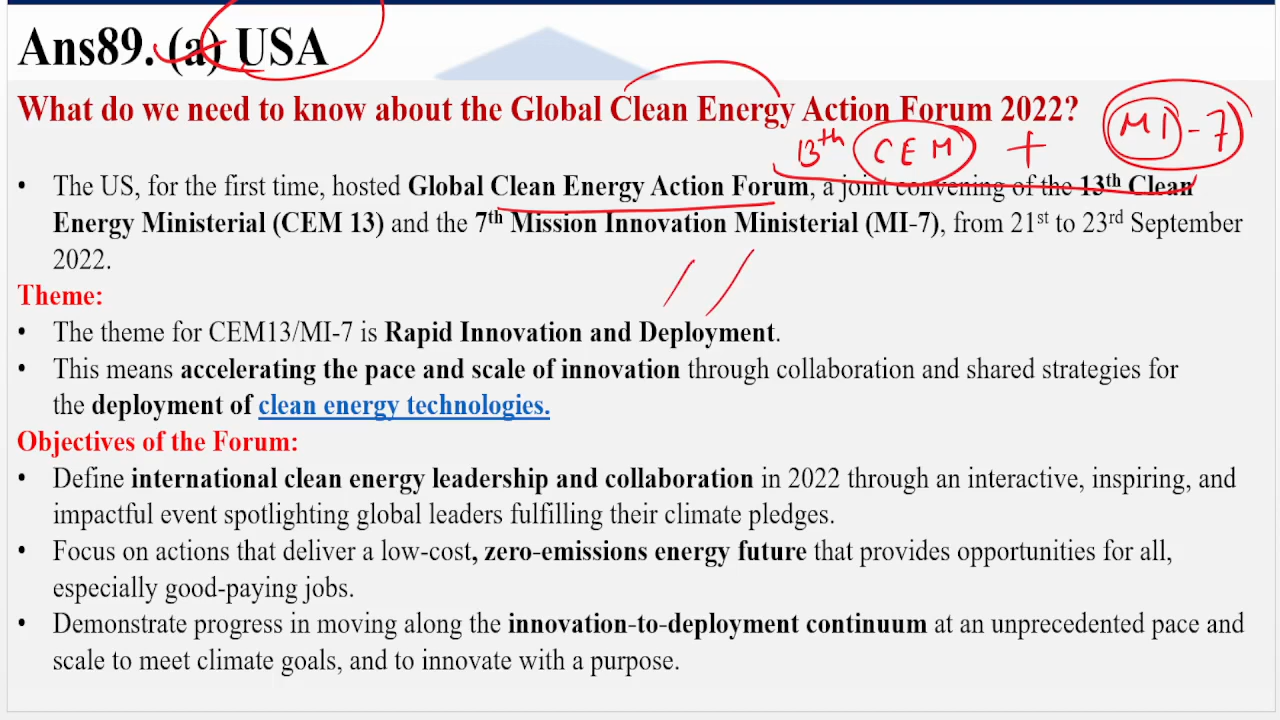 Ans89. (a) USA
What do we need to know about the Global Clean Energy Action Forum 2022?
13th CEM + MI-7
• The US, for the first time, hosted Global Clean Energy Action Forum, a joint convening of the 13th Clean
Energy Ministerial (CEM 13) and the 7th Mission Innovation Ministerial (MI-7), from 21st to 23rd September
2022.
Theme:
• The theme for CEM13/MI-7 is Rapid Innovation and Deployment.
• This means accelerating the pace and scale of innovation through collaboration and shared strategies for
the deployment of clean energy technologies.
Objectives of the Forum:
• Define international clean energy leadership and collaboration in 2022 through an interactive, inspiring, and
impactful event spotlighting global leaders fulfilling their climate pledges.
• Focus on actions that deliver a low-cost, zero-emissions energy future that provides opportunities for all,
especially good-paying jobs.
• Demonstrate progress in moving along the innovation-to-deployment continuum at an unprecedented pace and
scale to meet climate goals, and to innovate with a purpose.